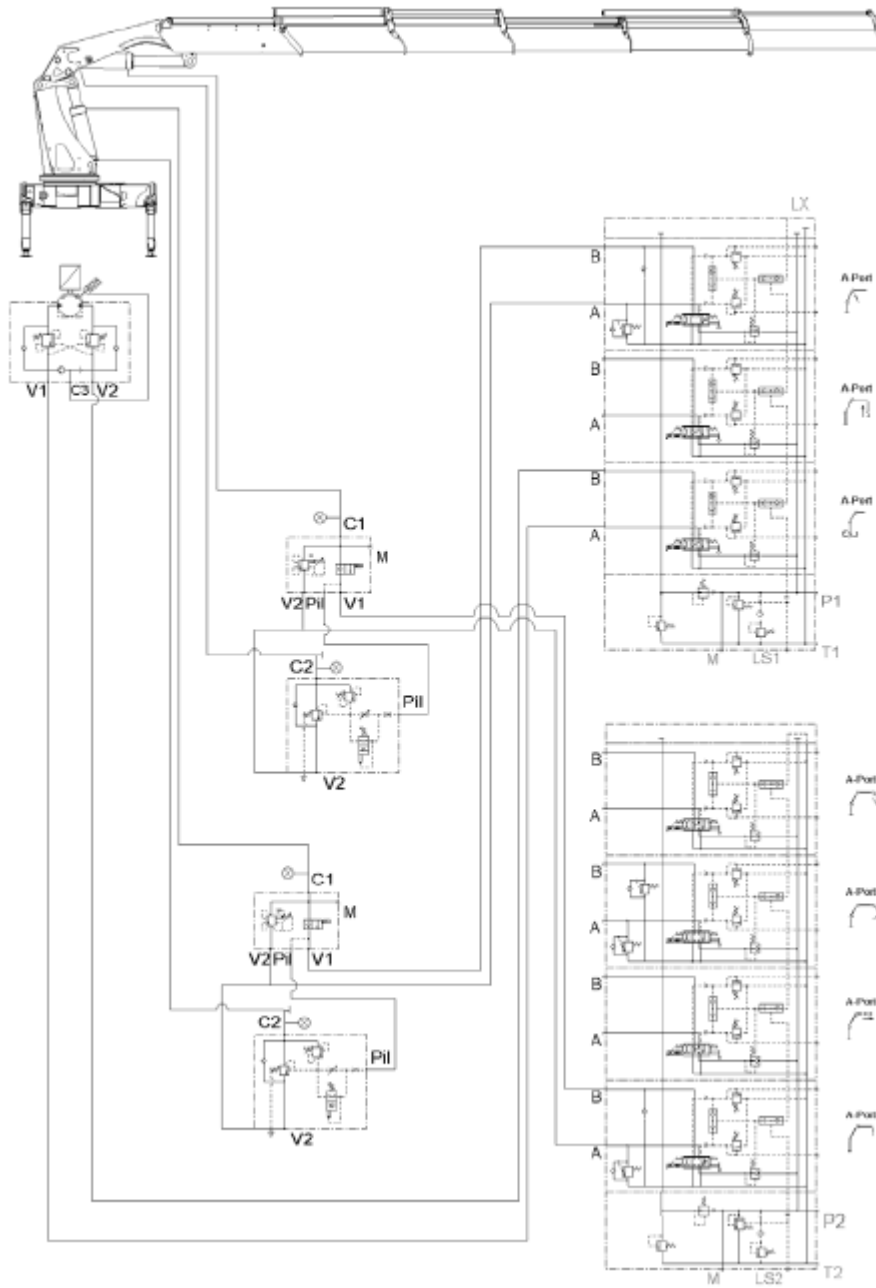 LX
B
A-Port
A
B
A-Port
A
B
A-Port
A
V1 C3 V2
C1
M
V2 Pil V1
P1
T1
M LS1
C2
Pil
V2
B
A-Port
A
B
A-Port
A
C1
M
V2 Pil V1
B
A-Port
A
C2
Pil
V2
B
A-Port
A
P2
T2
M LS2